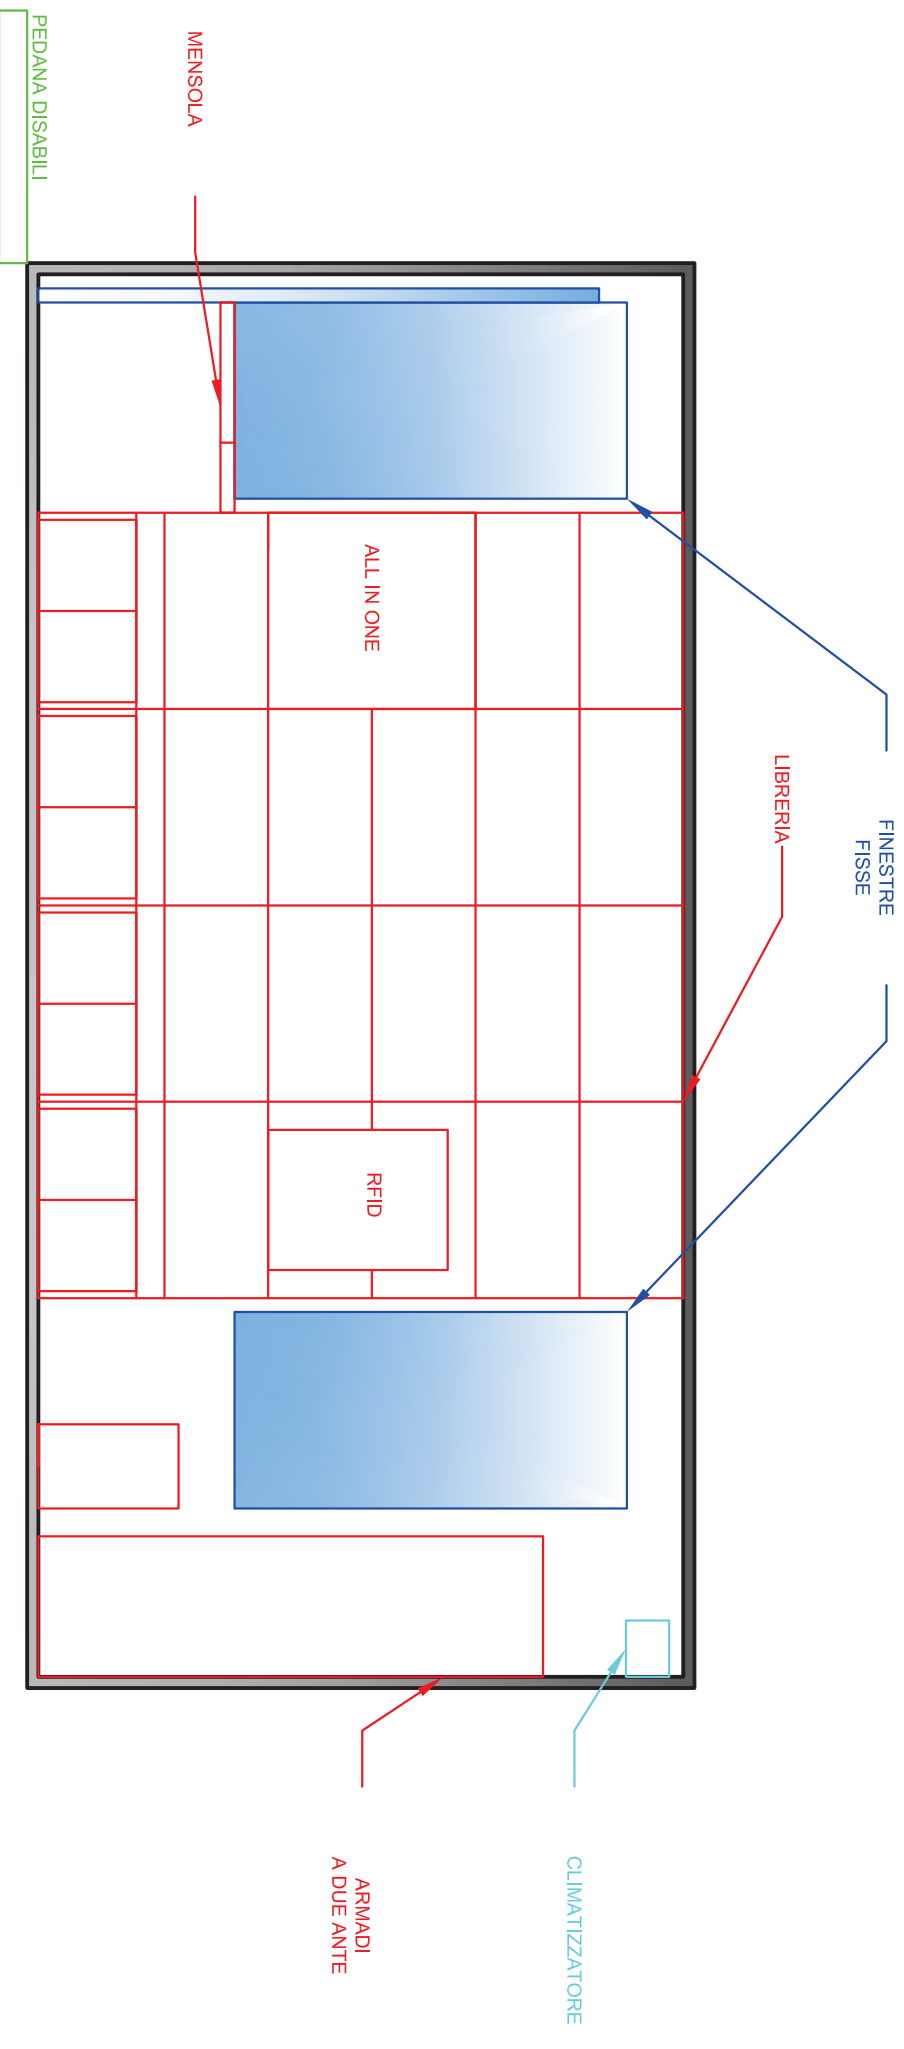 FINESTRE
FISSE
LIBRERIA
PEDANA DISABILI
MENSOLA
ALL IN ONE
RFID
CLIMATIZZATORE
ARMADI
A DUE ANTE